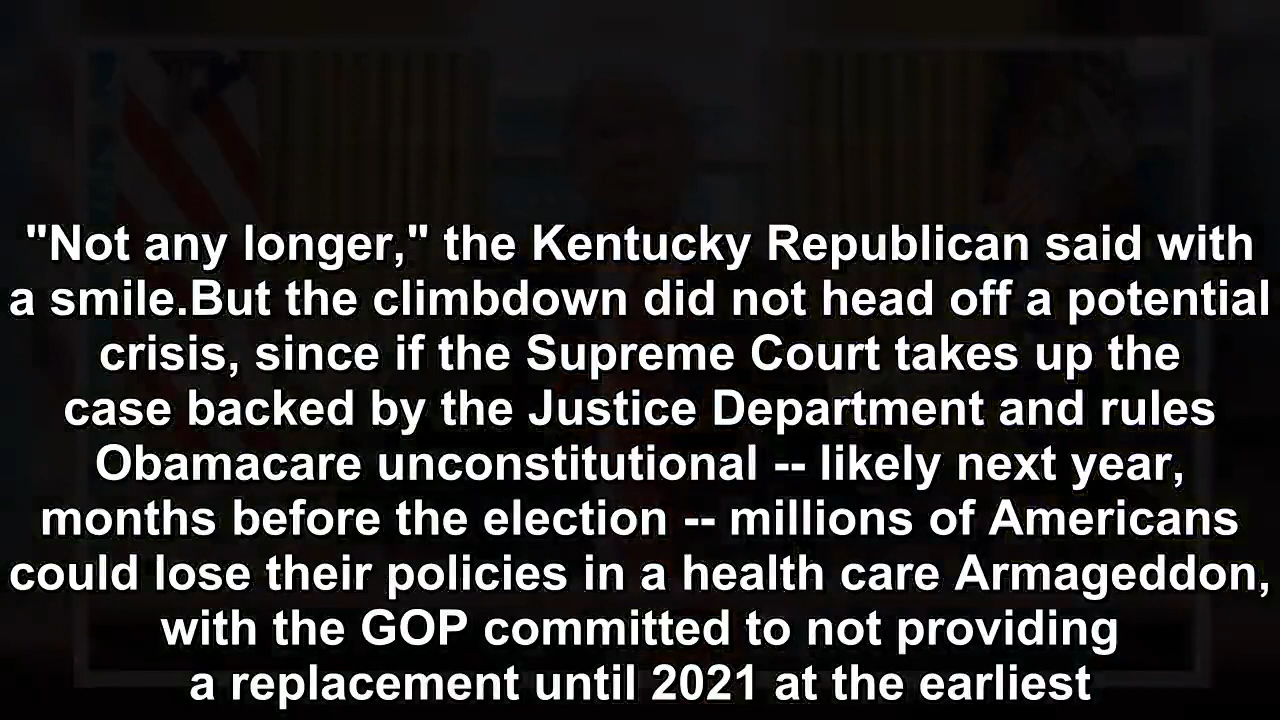 "Not any longer," the Kentucky Republican said with
a smile.But the climbdown did not head off a potential
crisis, since if the Supreme Court takes up the
case backed by the Justice Department and rules
Obamacare unconstitutional -- likely next year,
months before the election -- millions of Americans
could lose their policies in a health care Armageddon,
with the GOP committed to not providing
a replacement until 2021 at the earliest